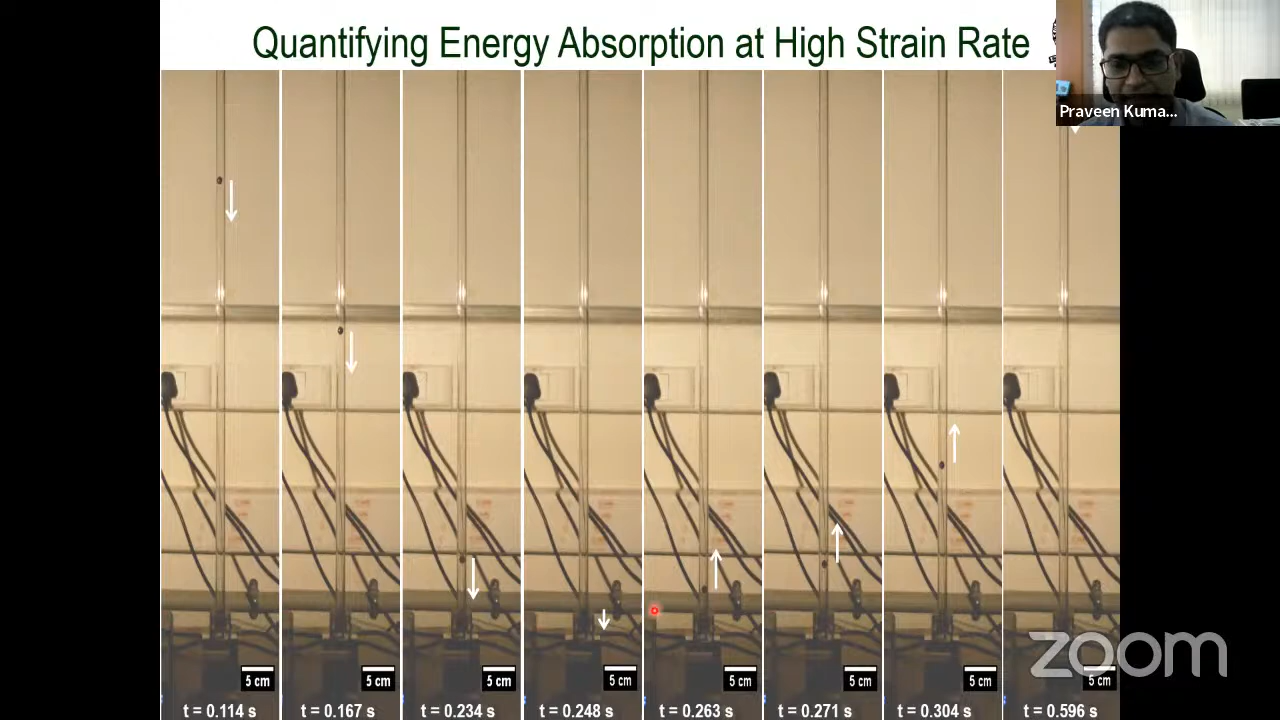 Quantifying Energy Absorption at High Strain Rate
Praveen Kuma...
5 cm
5 cm
5 cm
5 cm
5 cm
5 cm
5 cm
5 cm
t = 0.114 s
t = 0.167 s
t = 0.234 s
t = 0.248 s
t = 0.263 s
t = 0.271 s
t = 0.304 s
t = 0.596 s
zoom